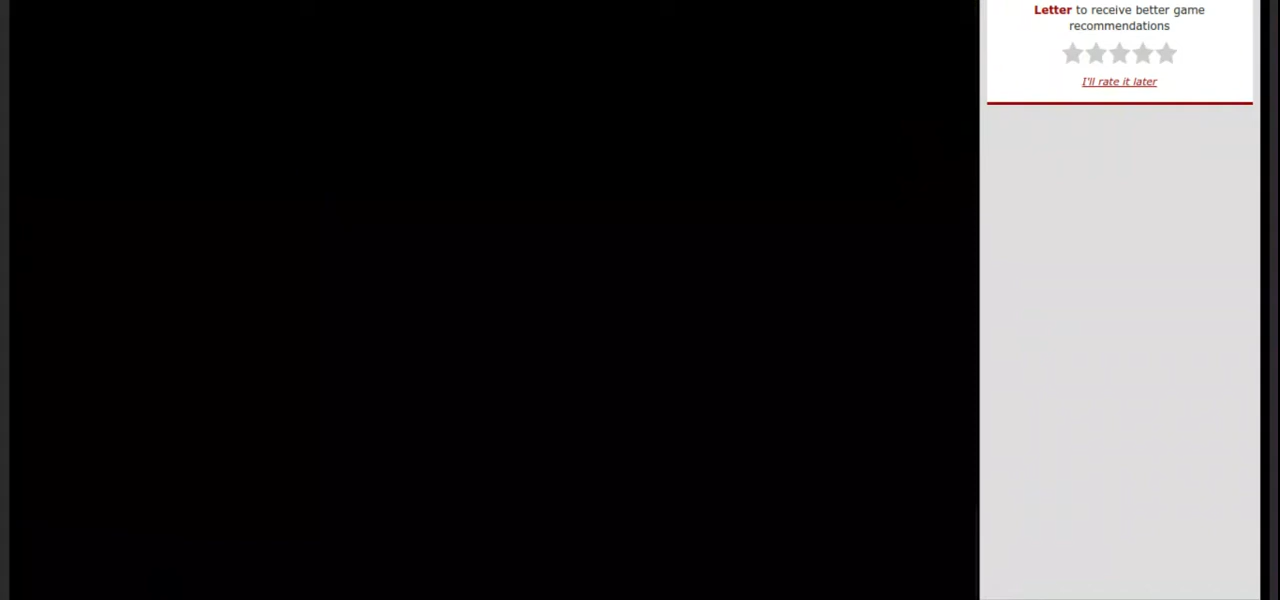 Letter to receive better game
recommendations
I'll rate it later